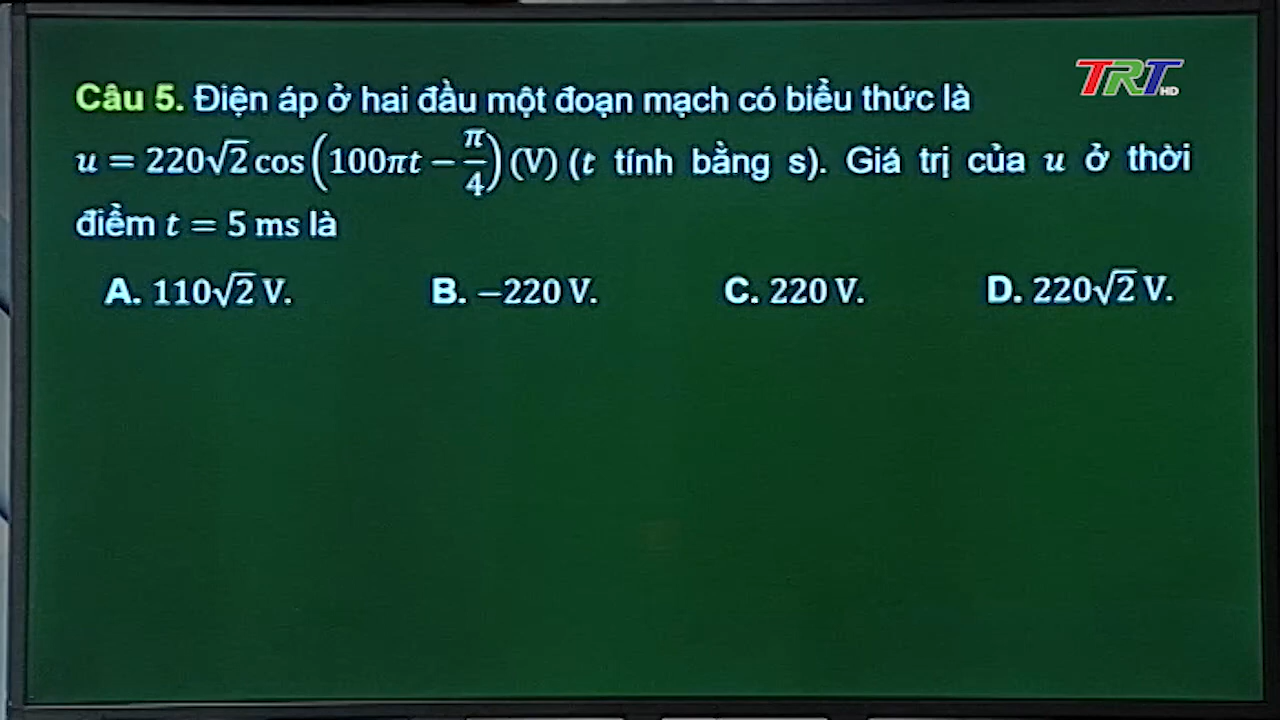 TRT HD
Câu 5. Điện áp ở hai đầu một đoạn mạch có biểu thức là
u = 220√2 cos(100πt − π/4) (V) (t tính bằng s). Giá trị của u ở thời
điểm t = 5 ms là
A. 110√2 V. B. −220 V. C. 220 V. D. 220√2 V.